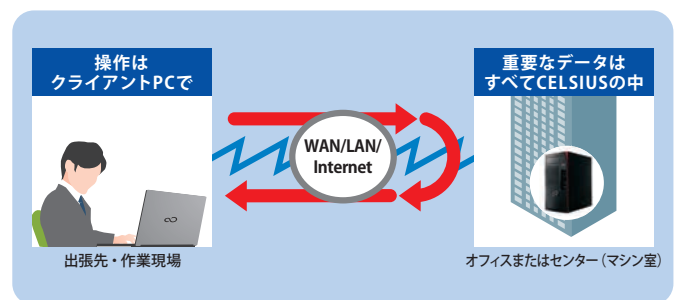 操作は
クライアントPCで
出張先・作業現場
WAN/LAN/
Internet
重要なデータは
すべてCELSIUSの中
オフィスまたはセンター（マシン室）